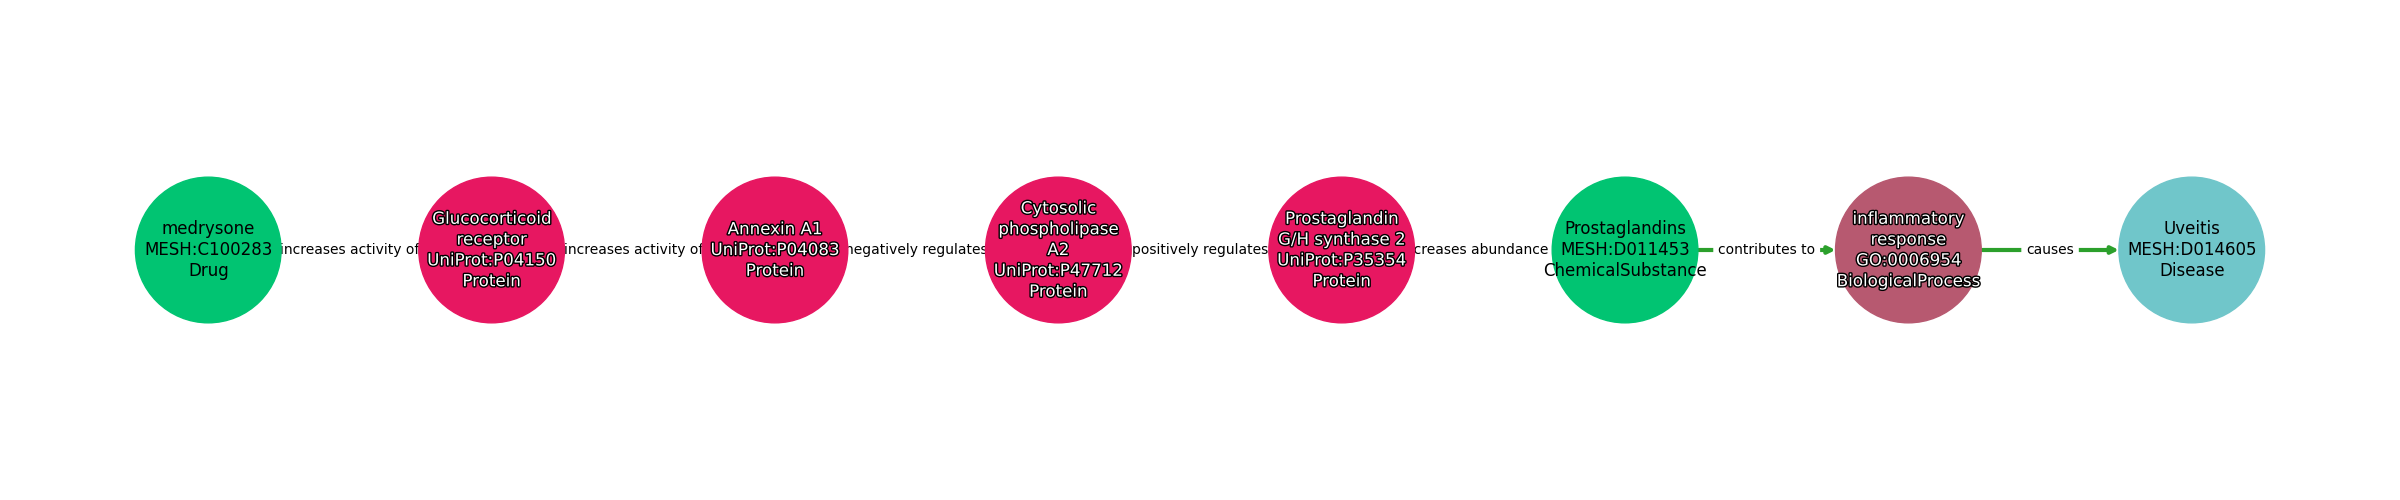 medrysone
MESH:C100283
Drug
increases activity of
Glucocorticoid
receptor
UniProt:P04150
Protein
increases activity of
Annexin A1
UniProt:P04083
Protein
negatively regulates
Cytosolic
phospholipase
A2
UniProt:P47712
Protein
positively regulates
Prostaglandin
G/H synthase 2
UniProt:P35354
Protein
creases abundance
Prostaglandins
MESH:D011453
ChemicalSubstance
contributes to
inflammatory
response
GO:0006954
BiologicalProcess
causes
Uveitis
MESH:D014605
Disease